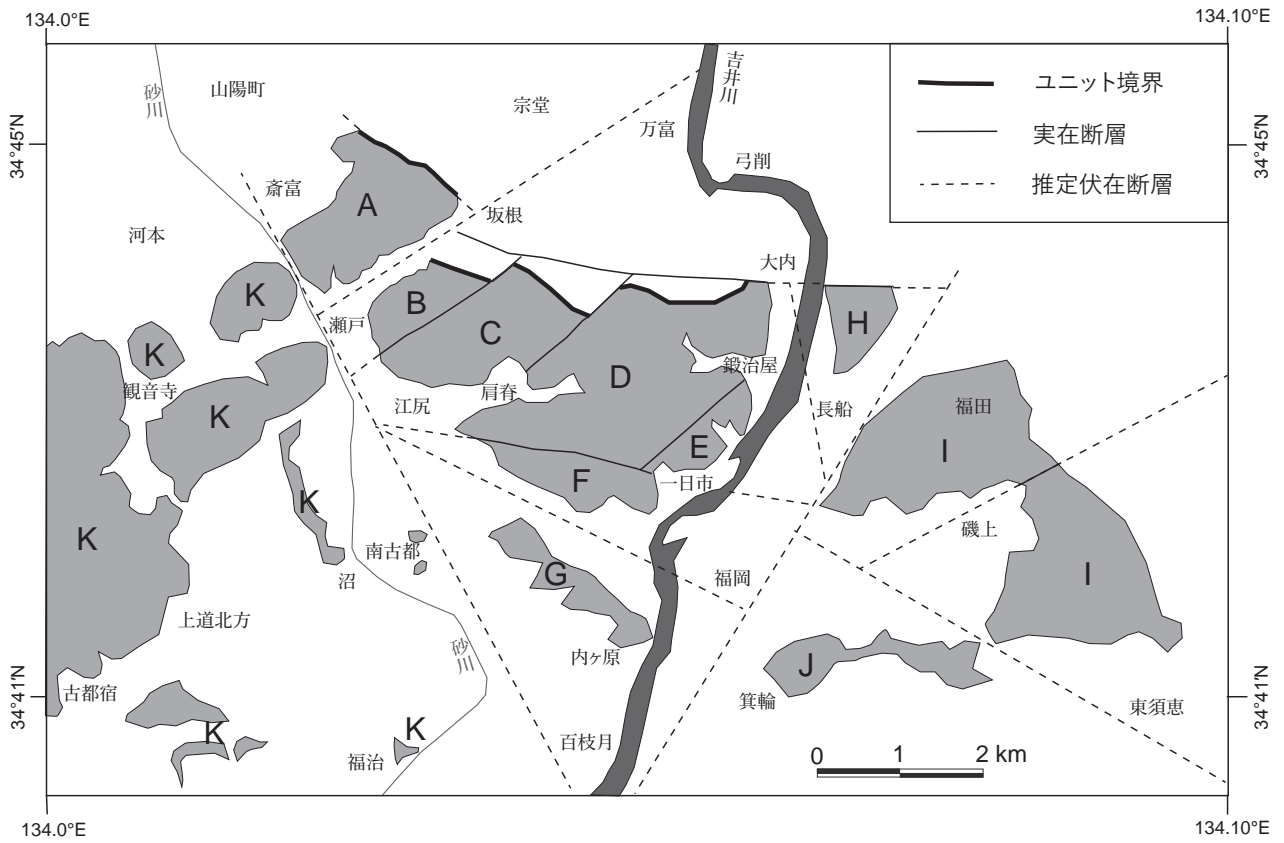 134.0°E
134.10°E
山陽町
砂川
宗堂
吉井川
万富
弓削
ユニット境界
実在断層
推定伏在断層
34°45′N
34°45′N
斎富
A
坂根
河本
大内
K
B
瀬戸
C
H
K
D
鍛治屋
観音寺
肩脊
K
江尻
長船
福田
I
E
F
一日市
K
K
磯上
南古都
沼
G
福岡
I
上道北方
砂川
内ヶ原
J
古都宿
箕輪
34°41′N
34°41′N
東須恵
K
K
百枝月
福治
0 1 2 km
134.0°E
134.10°E